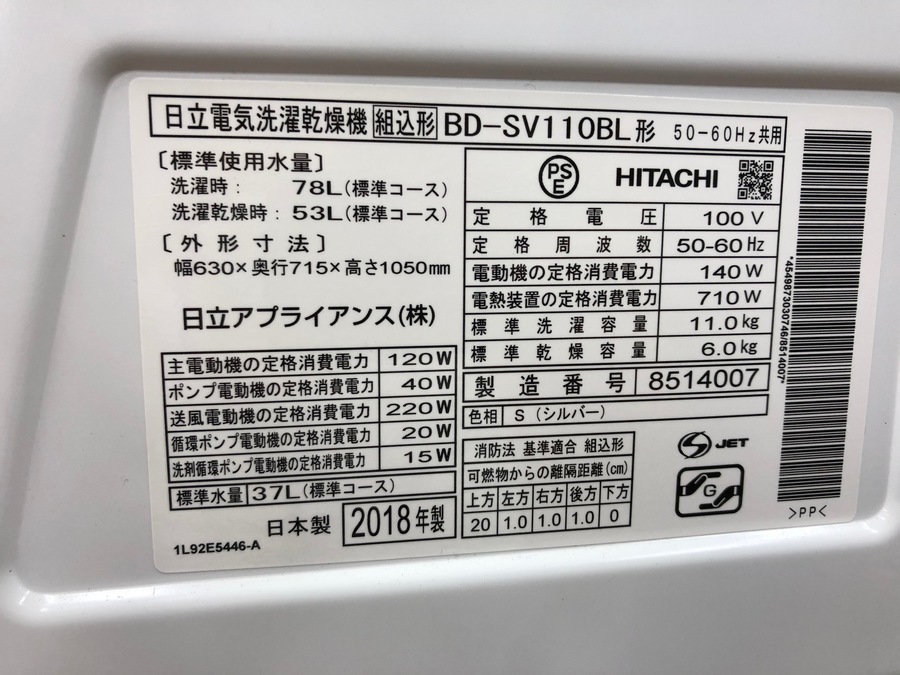 日立電気洗濯乾燥機 組込形 BD-SV110BL形 50-60Hz共用
〔標準使用水量〕
洗濯時： 78L(標準コース)
洗濯乾燥時： 53L(標準コース)
〔外形寸法〕
幅630×奥行715×高さ1050mm
日立アプライアンス(株)
主電動機の定格消費電力 120W
ポンプ電動機の定格消費電力 40W
送風電動機の定格消費電力 220W
循環ポンプ電動機の定格消費電力 20W
洗剤循環ポンプ電動機の定格消費電力 15W
標準水量 37L(標準コース)
日本製 2018年製
1L92E5446-A
PSE HITACHI
定格電圧 100V
定格周波数 50-60Hz
電動機の定格消費電力 140W
電熱装置の定格消費電力 710W
標準洗濯容量 11.0kg
標準乾燥容量 6.0kg
製造番号 8514007
色相 S（シルバー）
消防法 基準適合 組込形
可燃物からの離隔距離(cm)
上方 左方 右方 後方 下方
20 1.0 1.0 1.0 0
S JET
G
*4549873030746/8514007*
>PP<